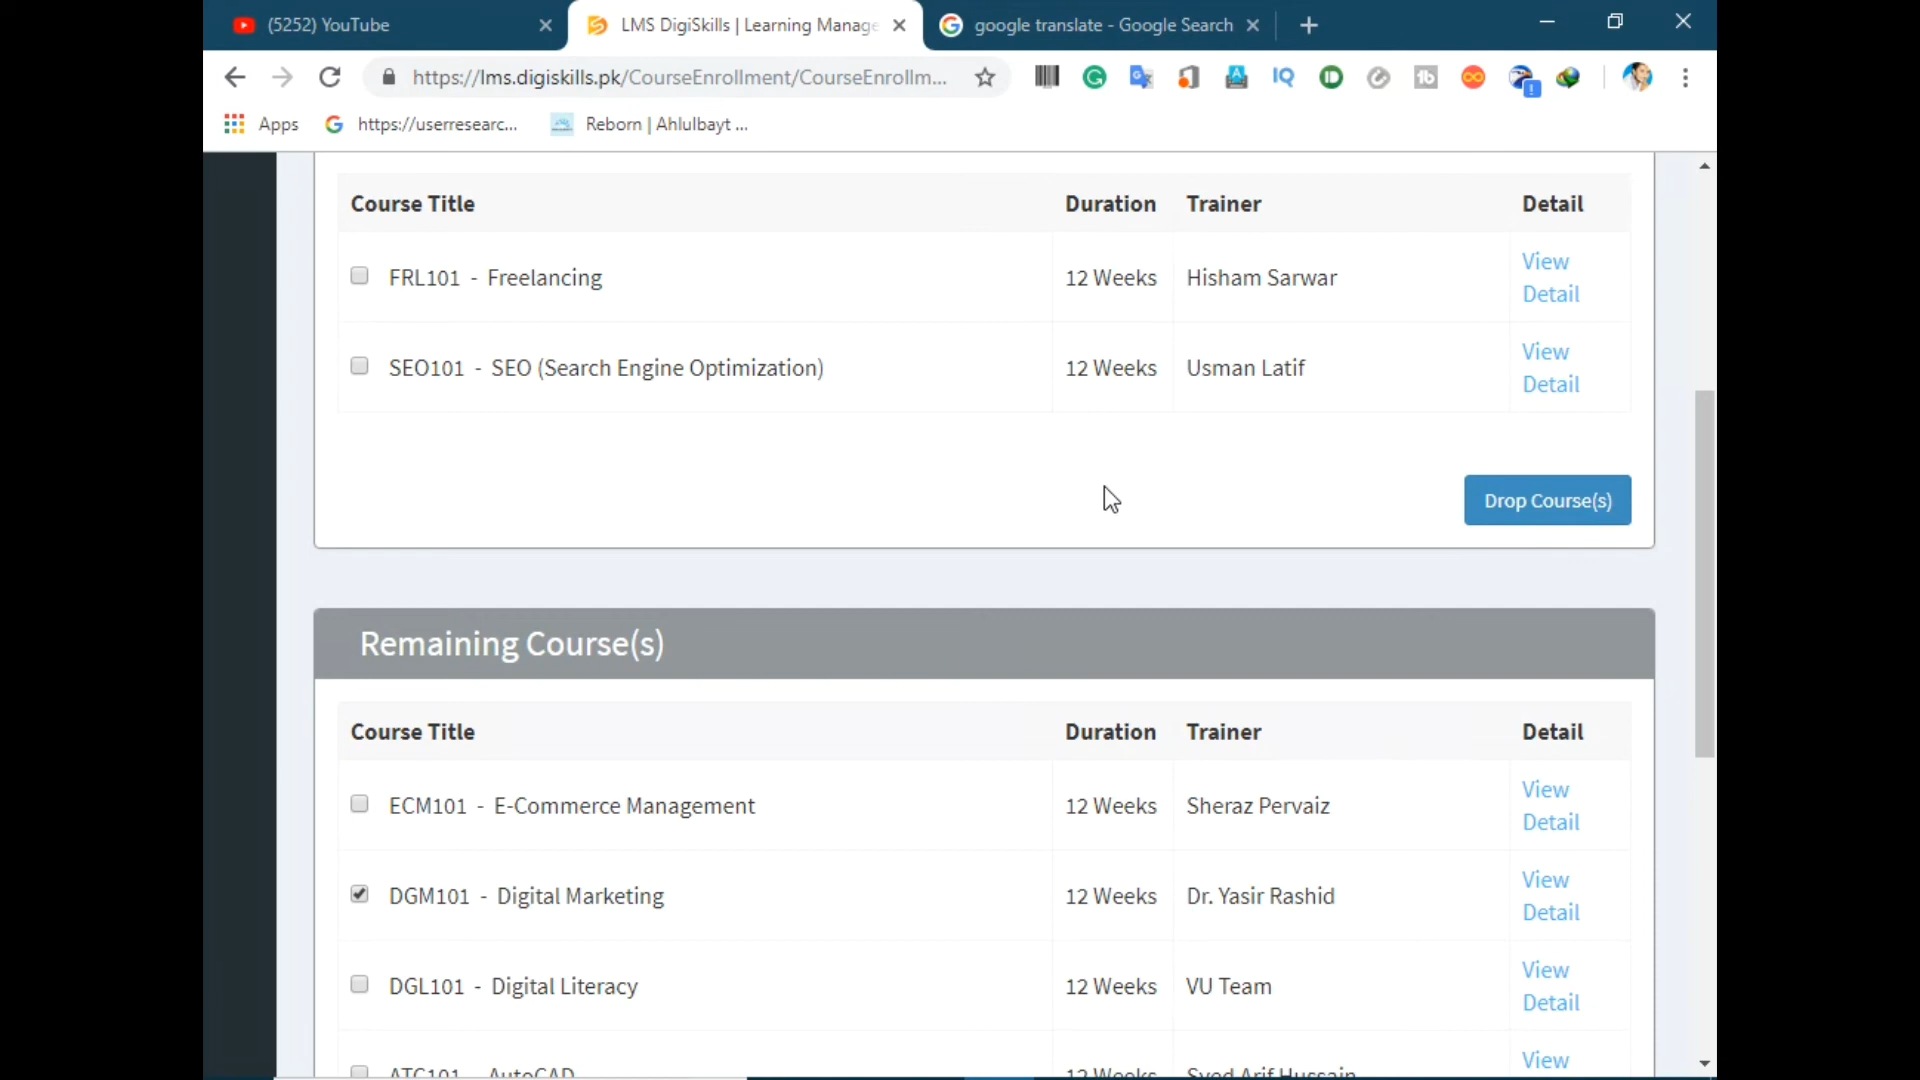 (5252) YouTube
LMS DigiSkills | Learning Manage
google translate - Google Search
https://lms.digiskills.pk/CourseEnrollment/CourseEnrollm...
Apps
https://userresearc...
Reborn | Ahlulbayt ...
Course Title Duration Trainer Detail
FRL101 - Freelancing 12 Weeks Hisham Sarwar View Detail
SEO101 - SEO (Search Engine Optimization) 12 Weeks Usman Latif View Detail
Drop Course(s)
Remaining Course(s)
Course Title Duration Trainer Detail
ECM101 - E-Commerce Management 12 Weeks Sheraz Pervaiz View Detail
DGM101 - Digital Marketing 12 Weeks Dr. Yasir Rashid View Detail
DGL101 - Digital Literacy 12 Weeks VU Team View Detail
ATC101 - AutoCAD 12 Weeks Syed Arif Hussain View